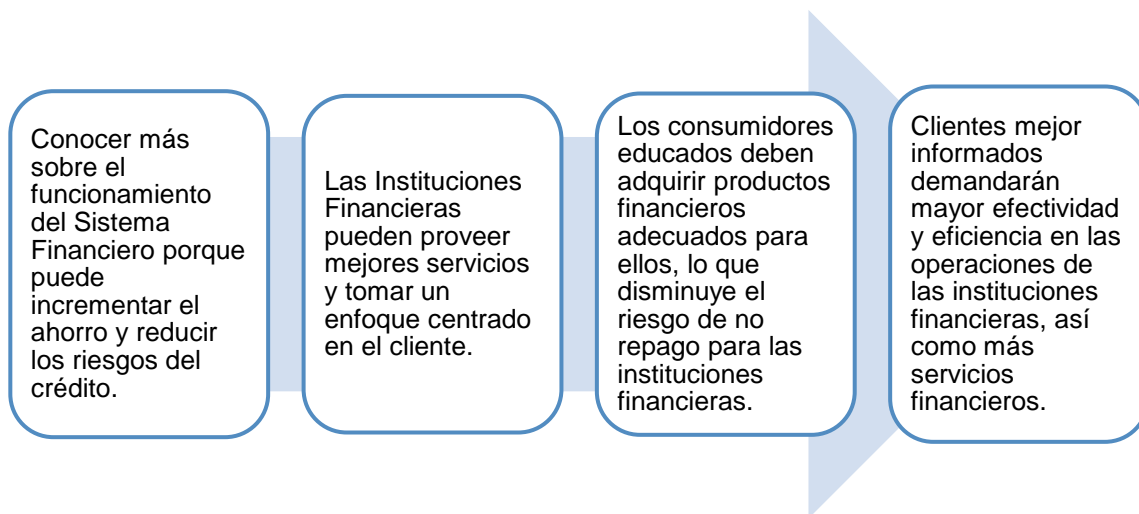 Conocer más
sobre el
funcionamiento
del Sistema
Financiero porque
puede
incrementar el
ahorro y reducir
los riesgos del
crédito.
Las Instituciones
Financieras
pueden proveer
mejores servicios
y tomar un
enfoque centrado
en el cliente.
Los consumidores
educados deben
adquirir productos
financieros
adecuados para
ellos, lo que
disminuye el
riesgo de no
repago para las
instituciones
financieras.
Clientes mejor
informados
demandarán
mayor efectividad
y eficiencia en las
operaciones de
las instituciones
financieras, así
como más
servicios
financieros.